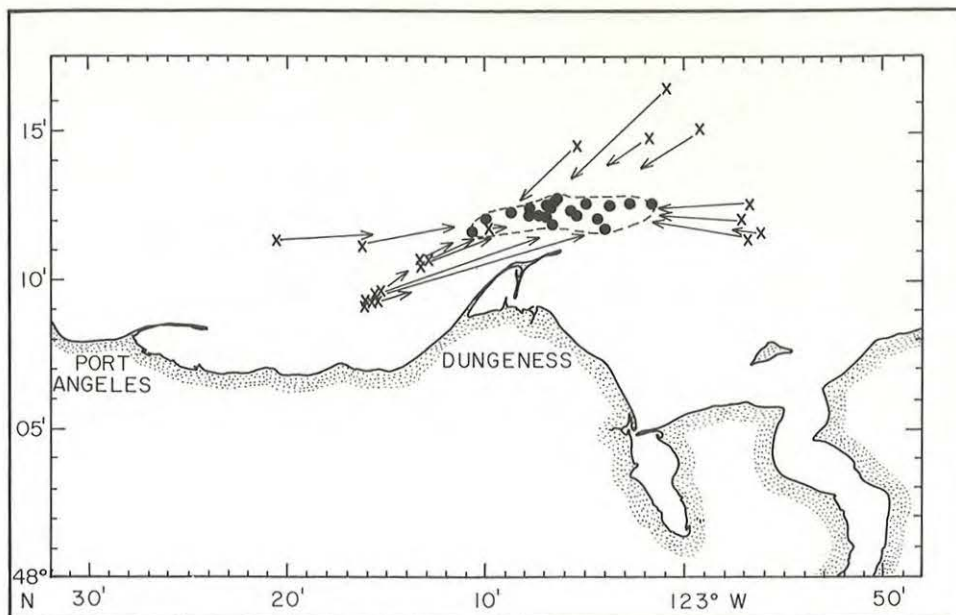 15'
10'
PORT
ANGELES
DUNGENESS
05'
48°
N 30' 20' 10' 123° W 50'